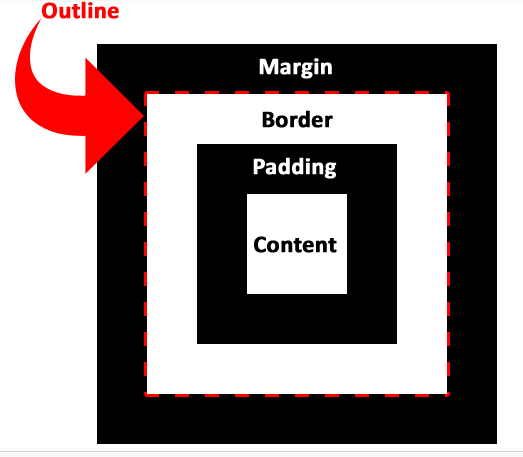 Outline
Margin
Border
Padding
Content